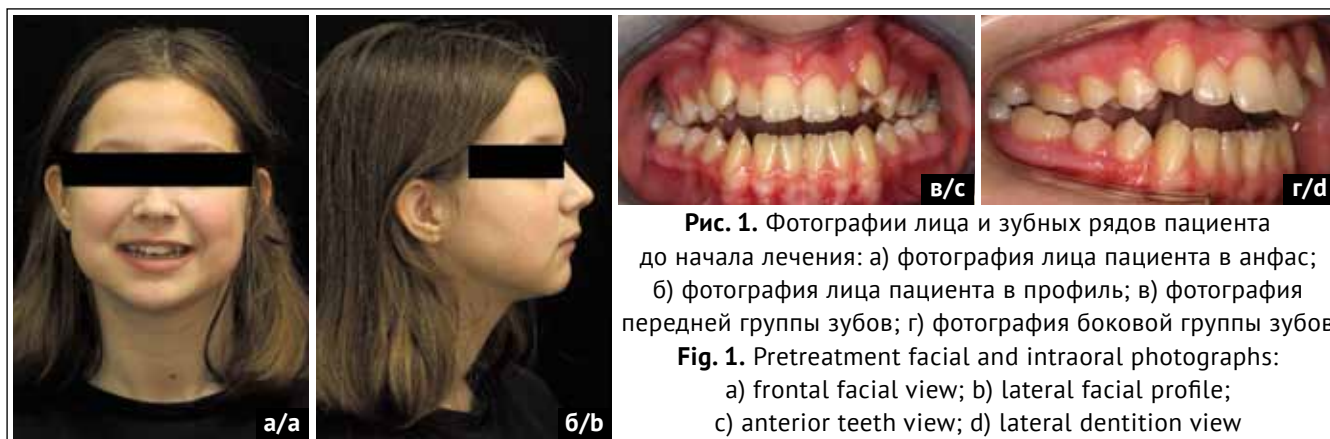 а/a
б/b
в/c
г/d
Рис. 1. Фотографии лица и зубных рядов пациента
до начала лечения: а) фотография лица пациента в анфас;
б) фотография лица пациента в профиль; в) фотография
передней группы зубов; г) фотография боковой группы зубов
Fig. 1. Pretreatment facial and intraoral photographs:
a) frontal facial view; b) lateral facial profile;
c) anterior teeth view; d) lateral dentition view